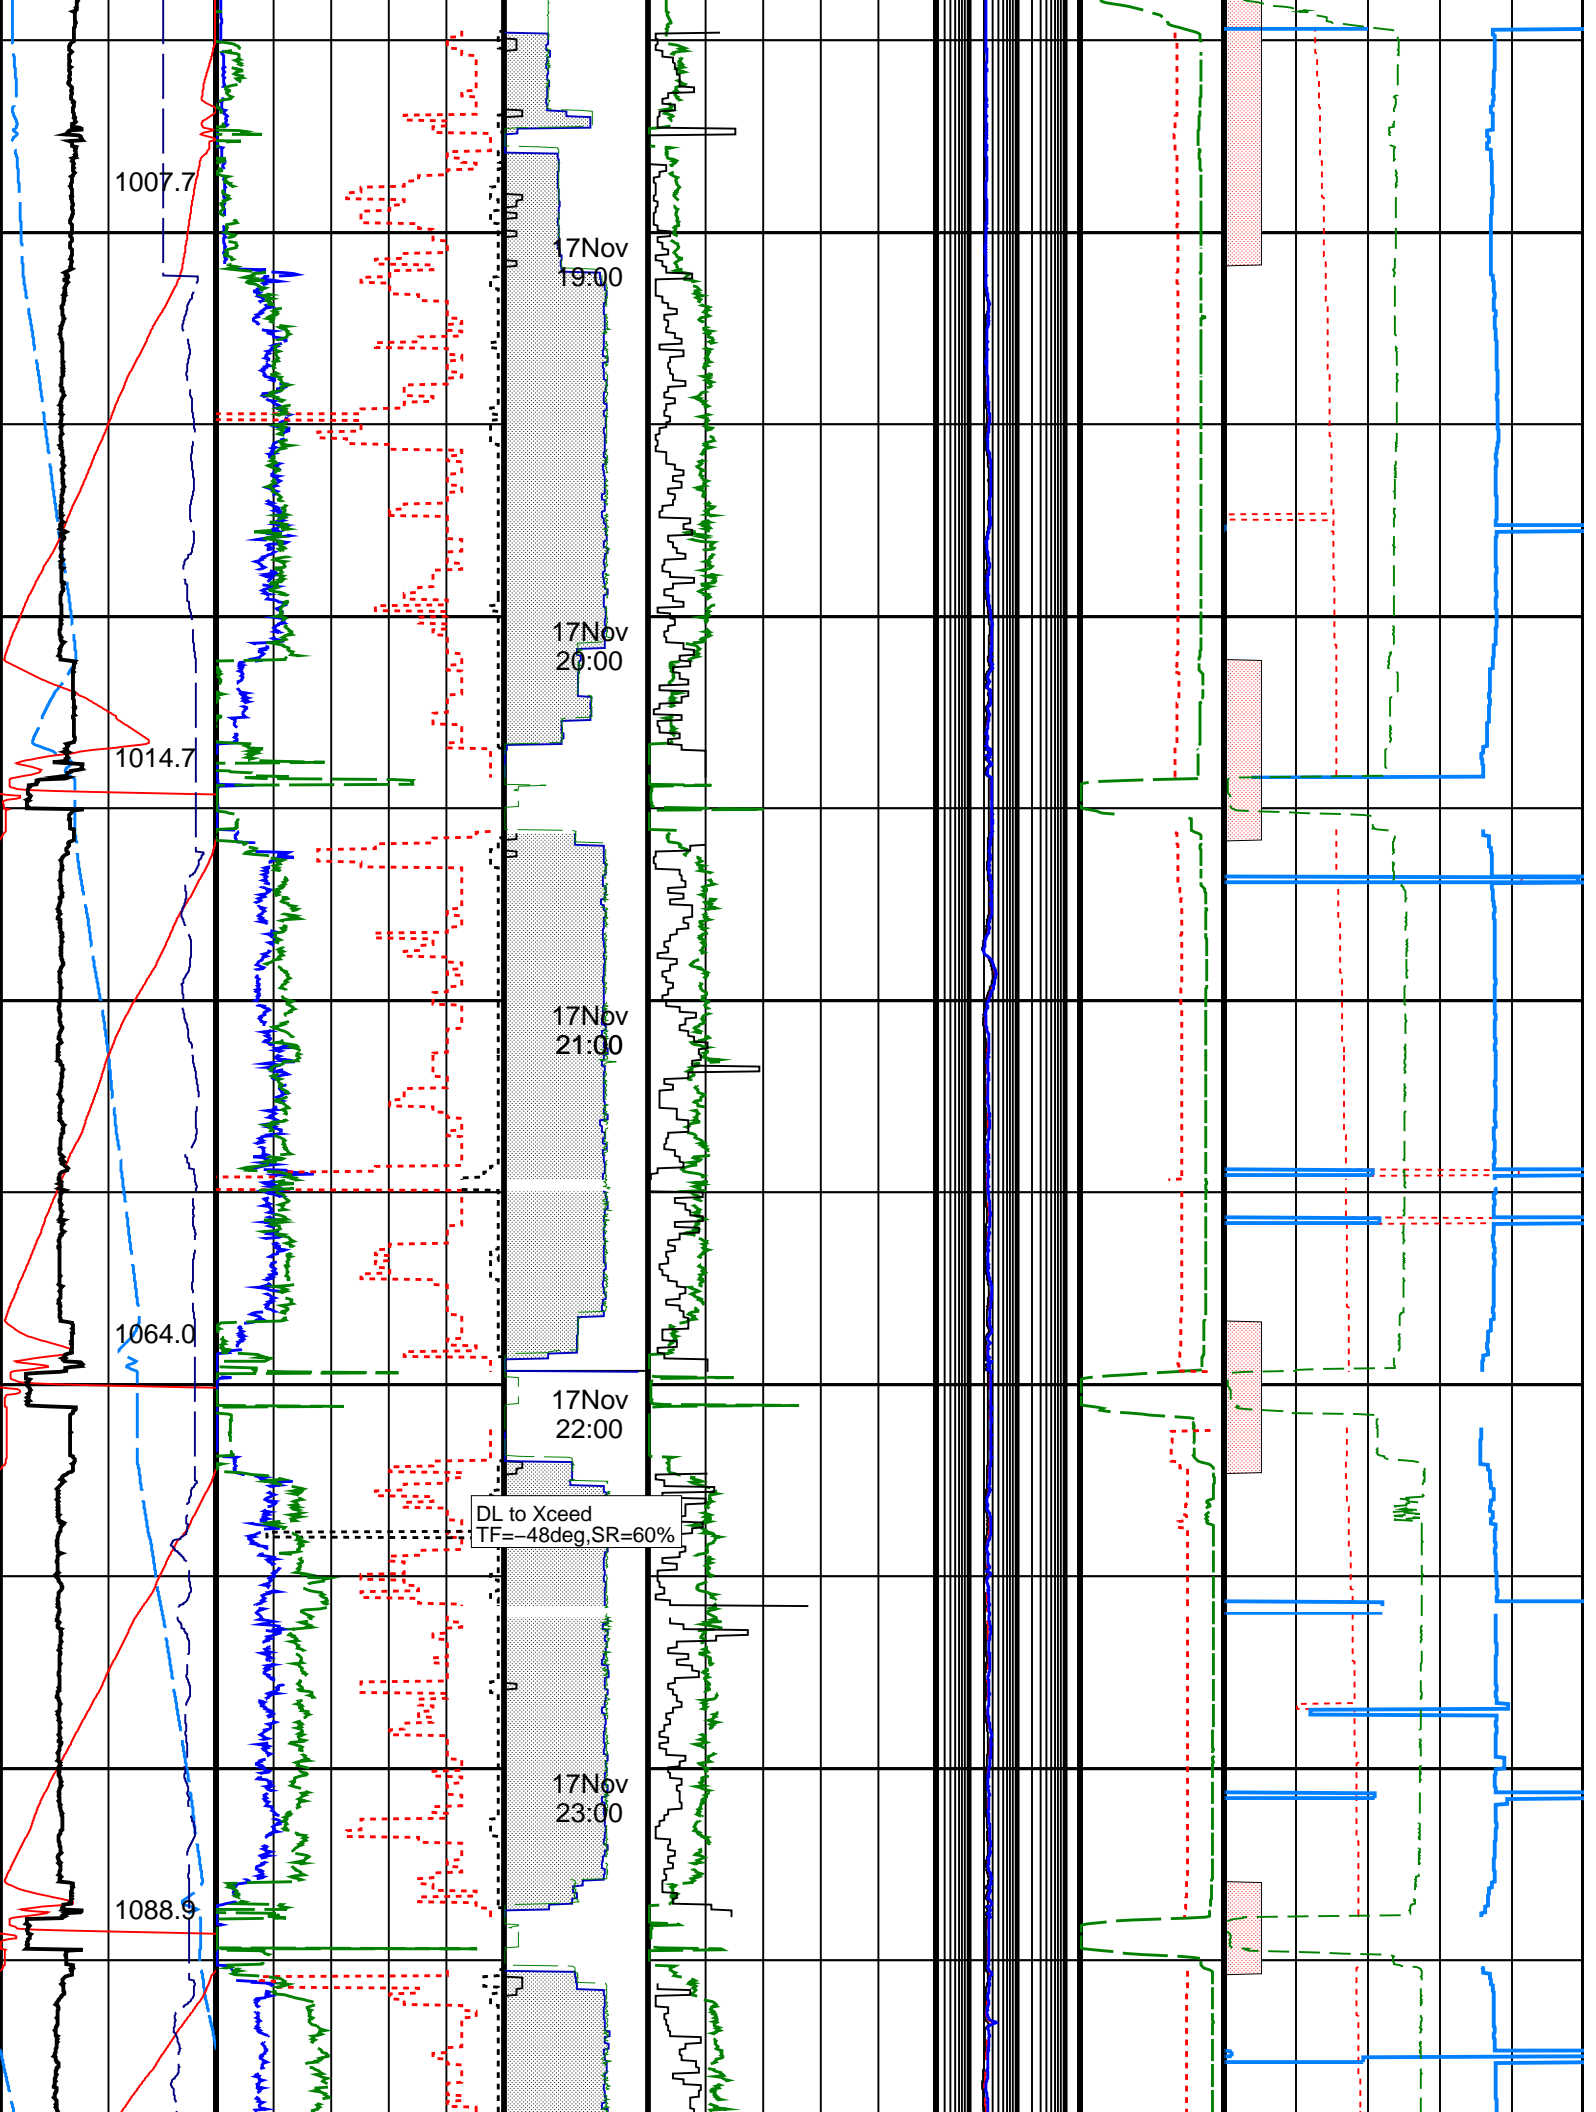 1007.7
17Nov
19:00
17Nov
20:00
1014.7
17Nov
21:00
1064.0
17Nov
22:00
DL to Xceed
TF=−48deg,SR=60%
17Nov
23:00
1088.9